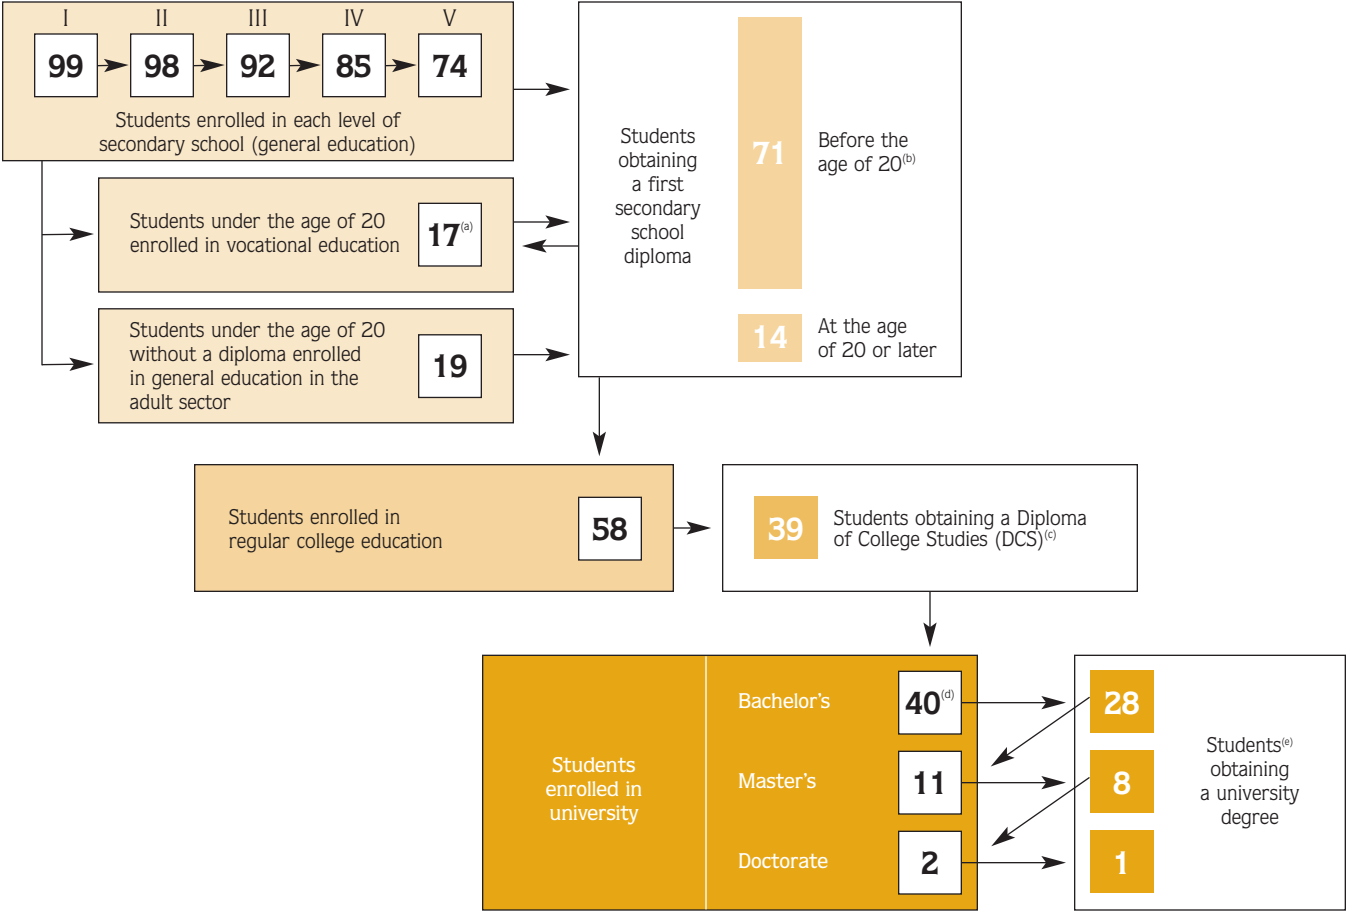 I II III IV V
99 98 92 85 74
Students enrolled in each level of
secondary school (general education)
Students under the age of 20
enrolled in vocational education
17(a)
Students under the age of 20
without a diploma enrolled
in general education in the
adult sector
19
Students
obtaining
a first
secondary
school
diploma
71
Before the
age of 20(b)
14
At the age
of 20 or later
Students enrolled in
regular college education
58
39
Students obtaining a Diploma
of College Studies (DCS)(c)
Students
enrolled in
university
Bachelor's
40(d)
28
Master's
11
8
Doctorate
2
1
Students(e)
obtaining
a university
degree